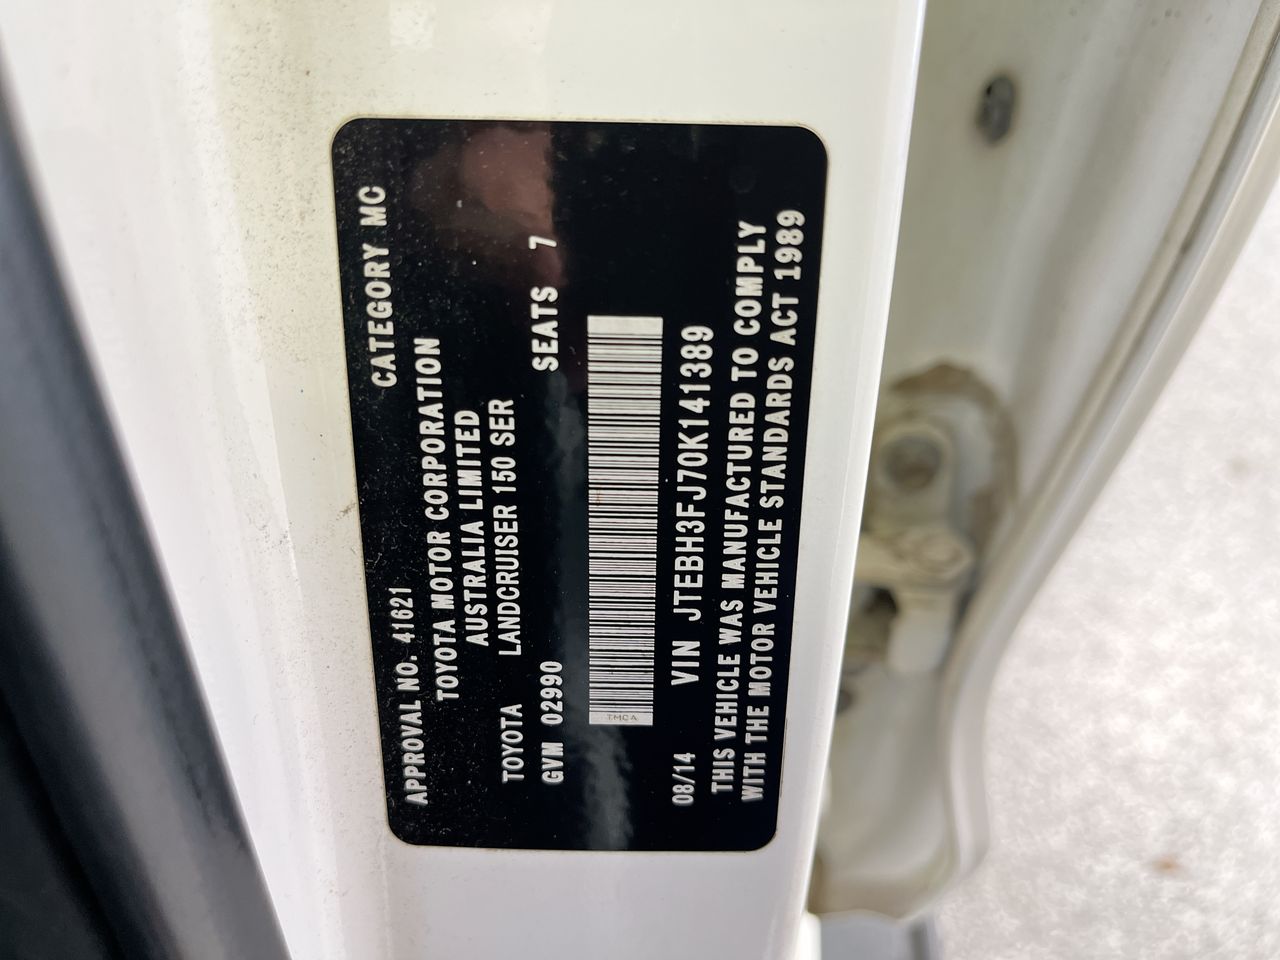 APPROVAL NO. 41621 CATEGORY MC
TOYOTA MOTOR CORPORATION
AUSTRALIA LIMITED
TOYOTA LANDCRUISER 150 SER
GVM 02990 SEATS 7
TMCA
08/14 VIN JTEBH3FJ70K141389
THIS VEHICLE WAS MANUFACTURED TO COMPLY
WITH THE MOTOR VEHICLE STANDARDS ACT 1989